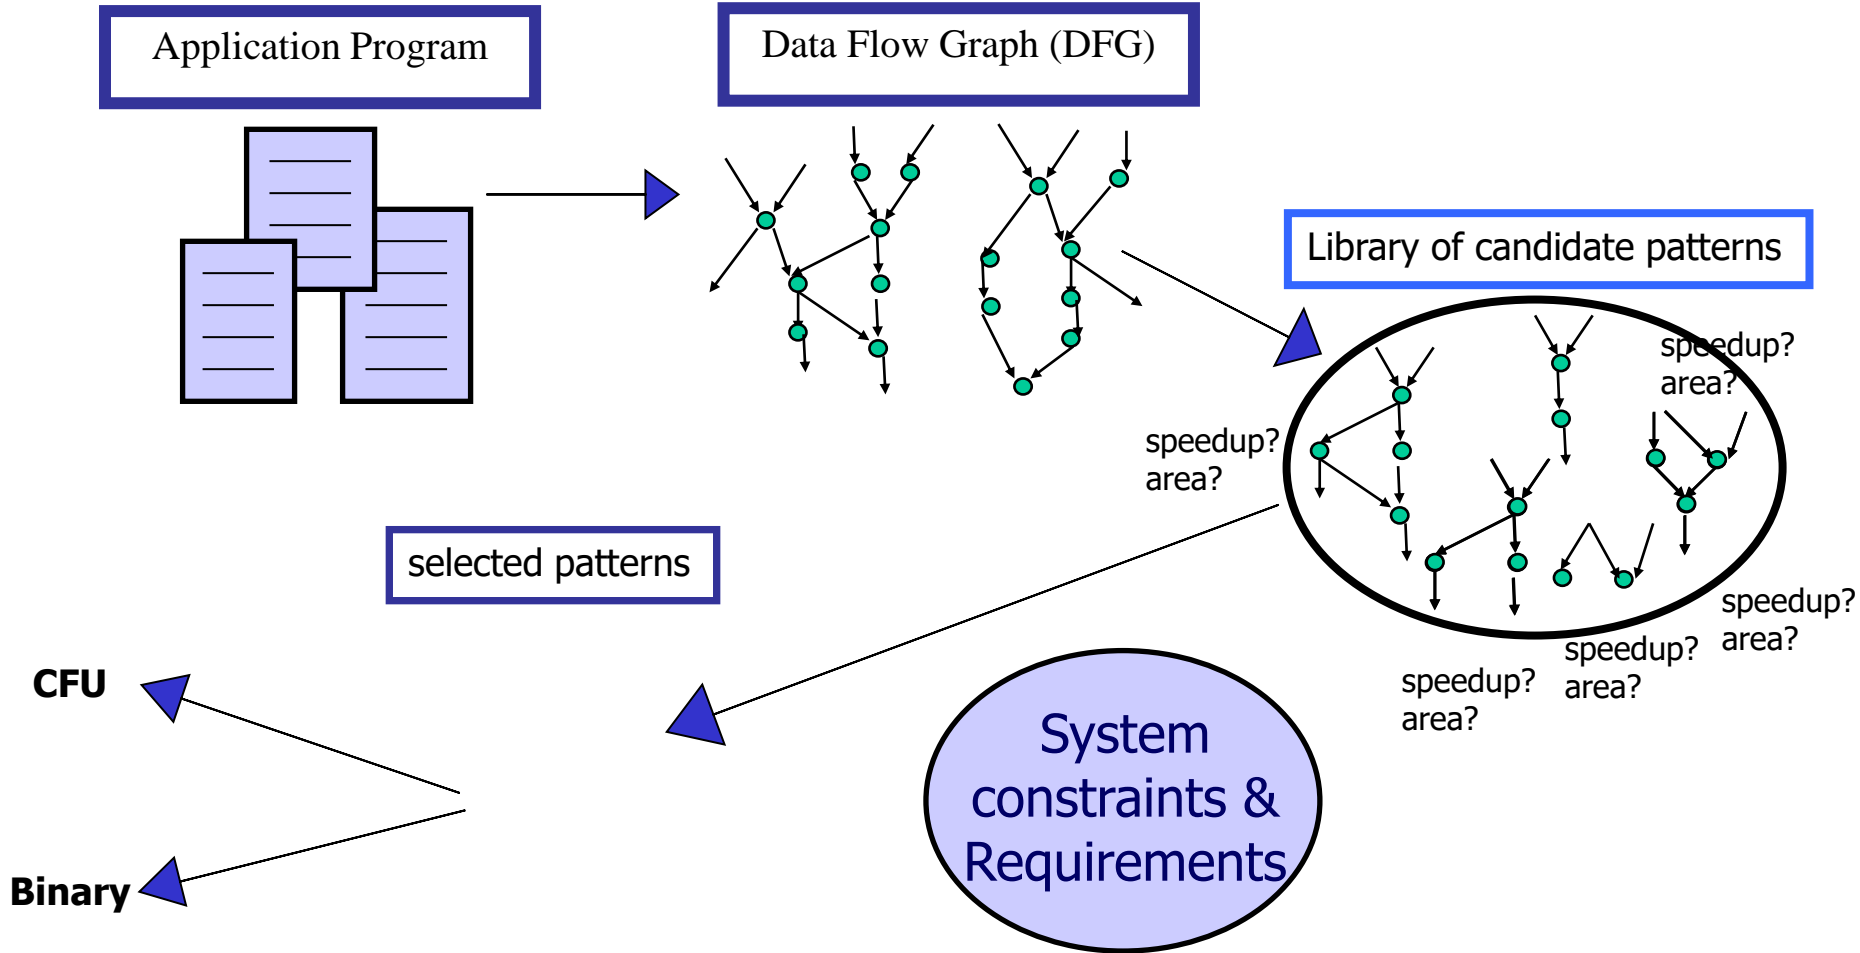 Application Program
Data Flow Graph (DFG)
Library of candidate patterns
speedup?
area?
speedup?
area?
selected patterns
speedup?
area?
speedup?
area?
speedup?
area?
CFU
System
constraints &
Requirements
Binary